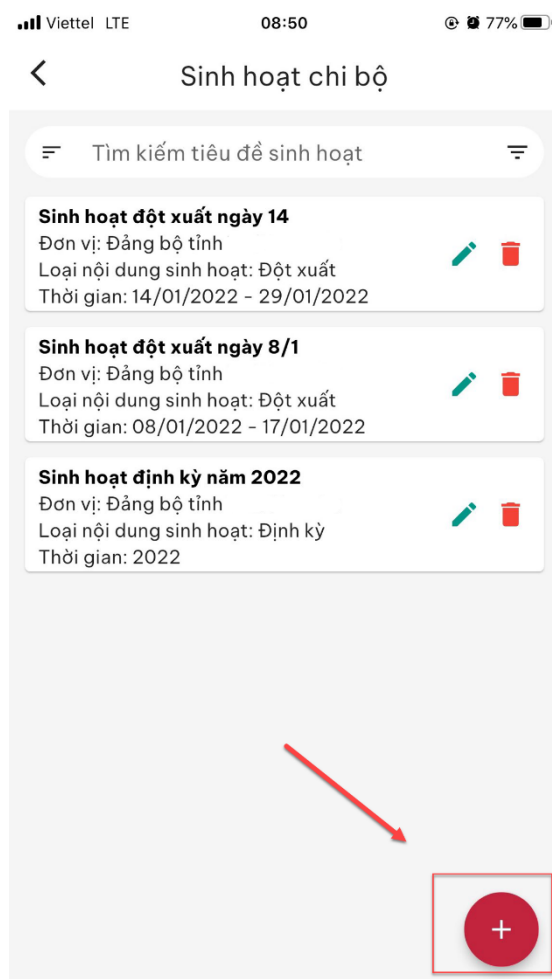 Viettel LTE 08:50 77%
Sinh hoạt chi bộ
Tìm kiếm tiêu đề sinh hoạt
Sinh hoạt đột xuất ngày 14
Đơn vị: Đảng bộ tỉnh
Loại nội dung sinh hoạt: Đột xuất
Thời gian: 14/01/2022 - 29/01/2022
Sinh hoạt đột xuất ngày 8/1
Đơn vị: Đảng bộ tỉnh
Loại nội dung sinh hoạt: Đột xuất
Thời gian: 08/01/2022 - 17/01/2022
Sinh hoạt định kỳ năm 2022
Đơn vị: Đảng bộ tỉnh
Loại nội dung sinh hoạt: Định kỳ
Thời gian: 2022
+